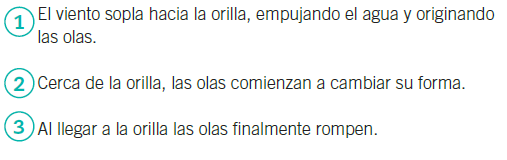 1 El viento sopla hacia la orilla, empujando el agua y originando
las olas.
2 Cerca de la orilla, las olas comienzan a cambiar su forma.
3 Al llegar a la orilla las olas finalmente rompen.